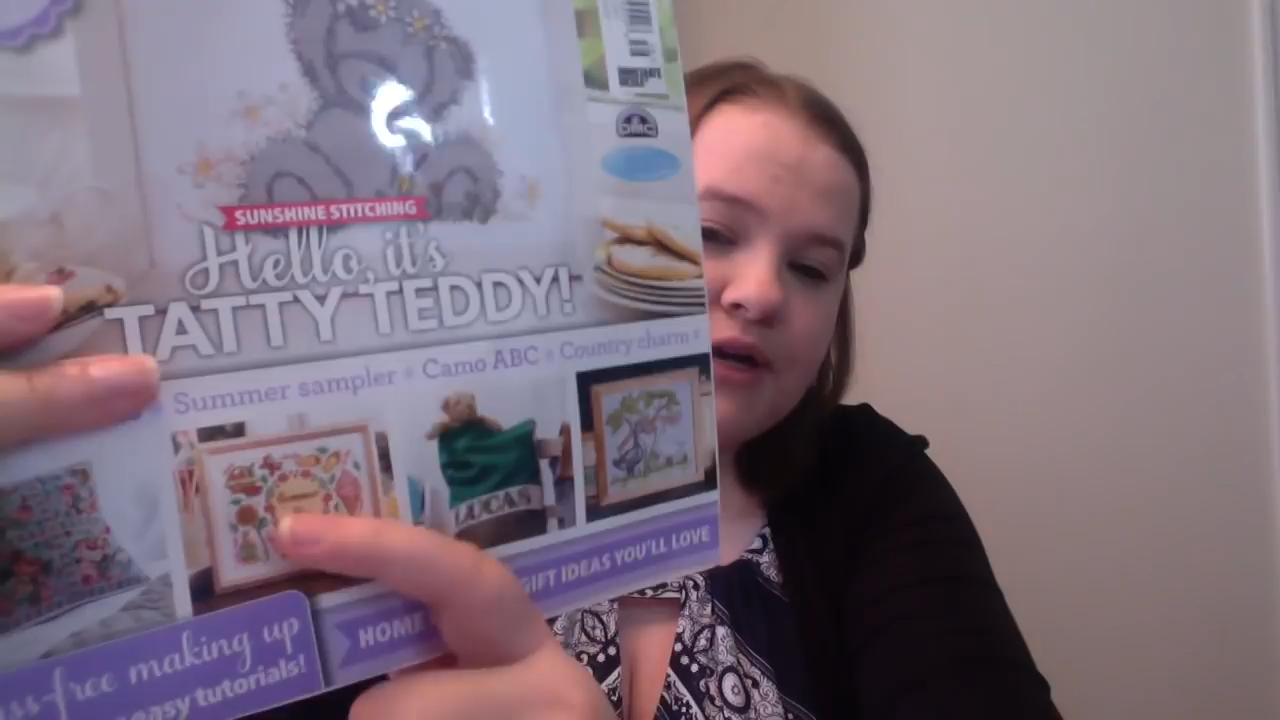 DMC
SUNSHINE STITCHING
Hello, it's
TATTY TEDDY!
Summer sampler • Camo ABC • Country charm •
LUCAS
HOME
GIFT IDEAS YOU'LL LOVE
making up
easy tutorials!